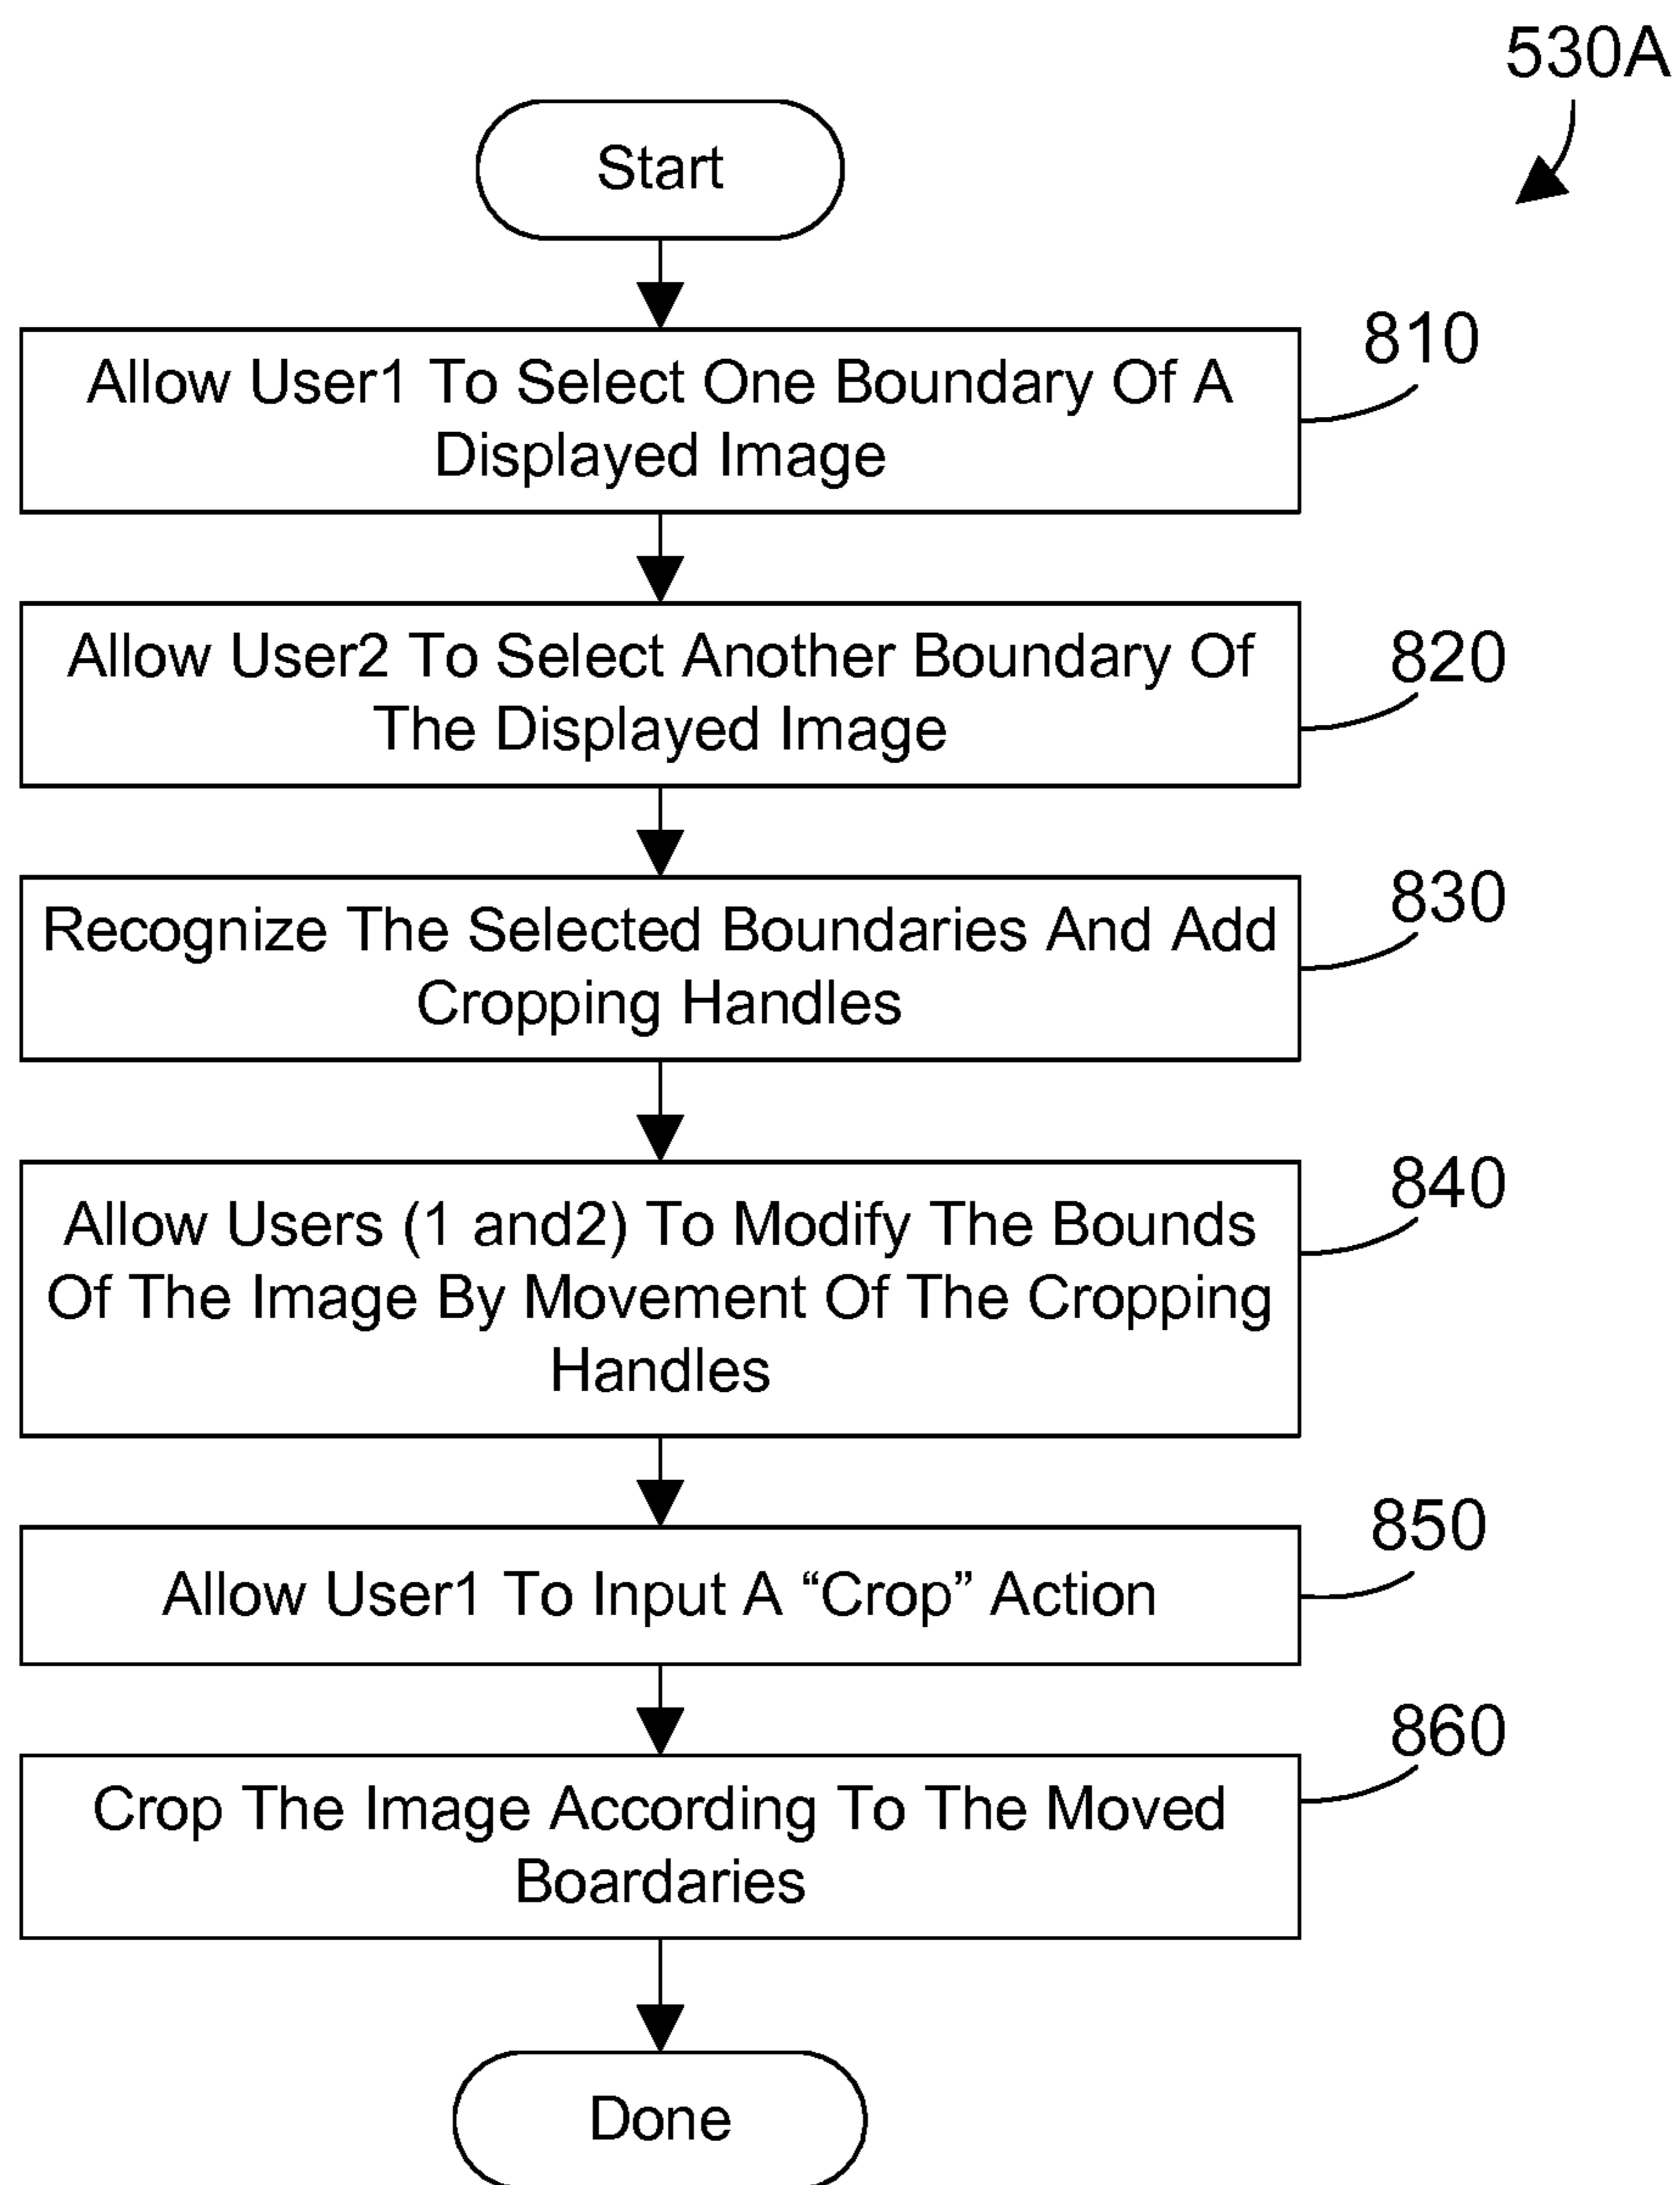 530A
Start
810
Allow User1 To Select One Boundary Of A
Displayed Image
820
Allow User2 To Select Another Boundary Of
The Displayed Image
830
Recognize The Selected Boundaries And Add
Cropping Handles
840
Allow Users (1 and2) To Modify The Bounds
Of The Image By Movement Of The Cropping
Handles
850
Allow User1 To Input A “Crop” Action
860
Crop The Image According To The Moved
Boardaries
Done